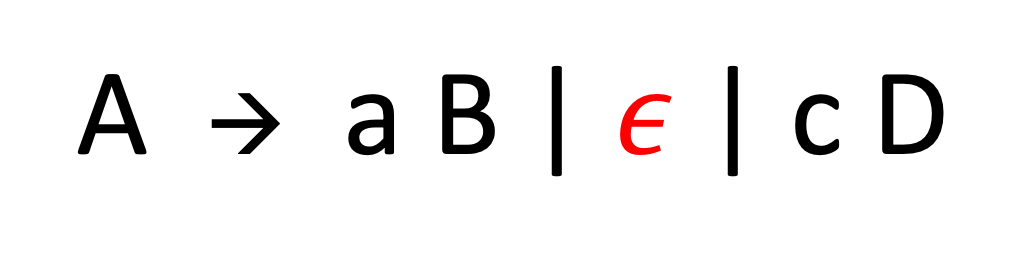 A → a B | ϵ | c D